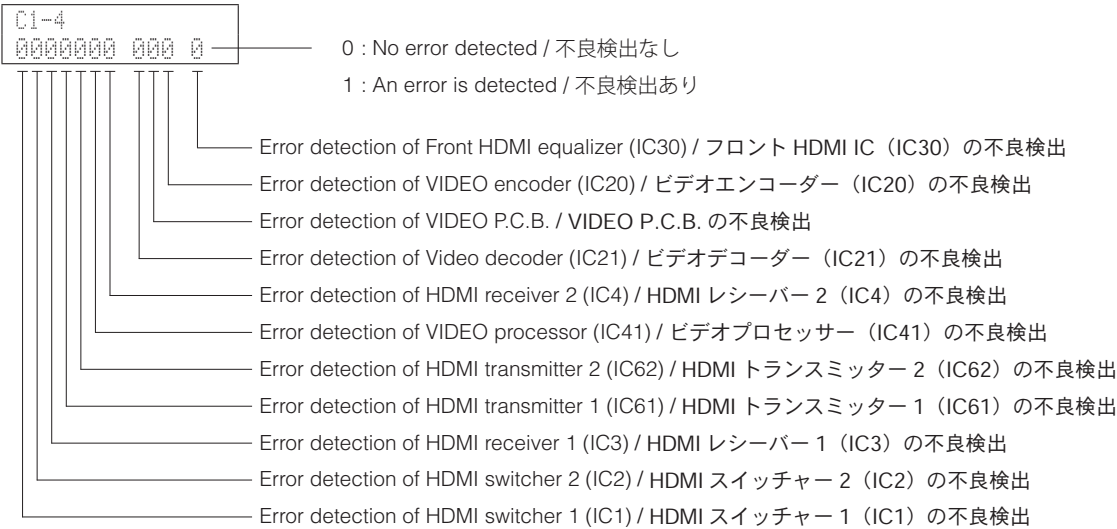 C1-4
0000000 000 0
0 : No error detected / 不良検出なし
1 : An error is detected / 不良検出あり
Error detection of Front HDMI equalizer (IC30) / フロント HDMI IC（IC30）の不良検出
Error detection of VIDEO encoder (IC20) / ビデオエンコーダー（IC20）の不良検出
Error detection of VIDEO P.C.B. / VIDEO P.C.B. の不良検出
Error detection of Video decoder (IC21) / ビデオデコーダー（IC21）の不良検出
Error detection of HDMI receiver 2 (IC4) / HDMI レシーバー 2（IC4）の不良検出
Error detection of VIDEO processor (IC41) / ビデオプロセッサー（IC41）の不良検出
Error detection of HDMI transmitter 2 (IC62) / HDMI トランスミッター 2（IC62）の不良検出
Error detection of HDMI transmitter 1 (IC61) / HDMI トランスミッター 1（IC61）の不良検出
Error detection of HDMI receiver 1 (IC3) / HDMI レシーバー 1（IC3）の不良検出
Error detection of HDMI switcher 2 (IC2) / HDMI スイッチャー 2（IC2）の不良検出
Error detection of HDMI switcher 1 (IC1) / HDMI スイッチャー 1（IC1）の不良検出